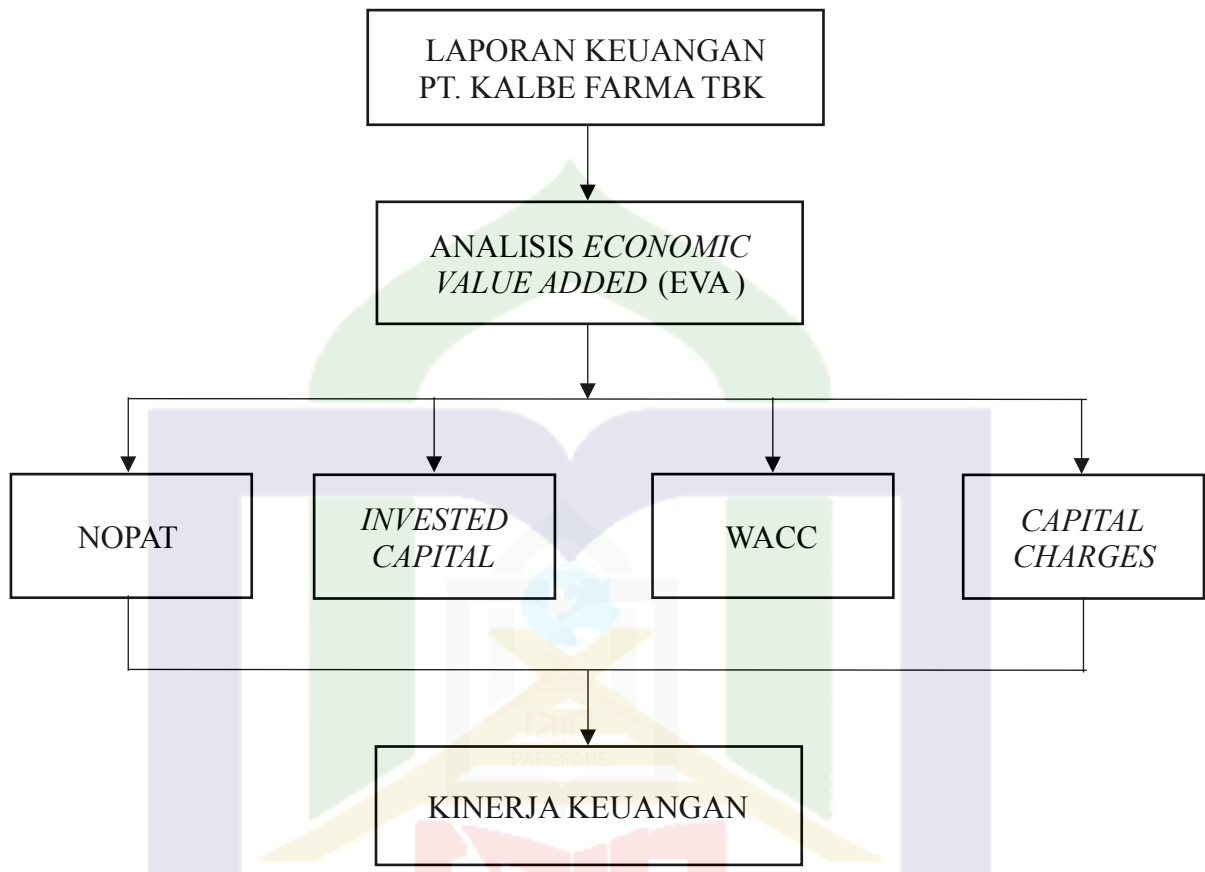 LAPORAN KEUANGAN
PT. KALBE FARMA TBK
ANALISIS ECONOMIC
VALUE ADDED (EVA )
NOPAT
INVESTED
CAPITAL
WACC
CAPITAL
CHARGES
PAREPARE
KINERJA KEUANGAN